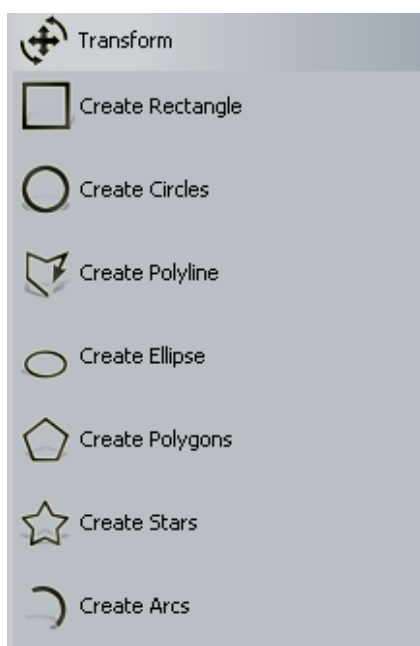 Transform
Create Rectangle
Create Circles
Create Polyline
Create Ellipse
Create Polygons
Create Stars
Create Arcs